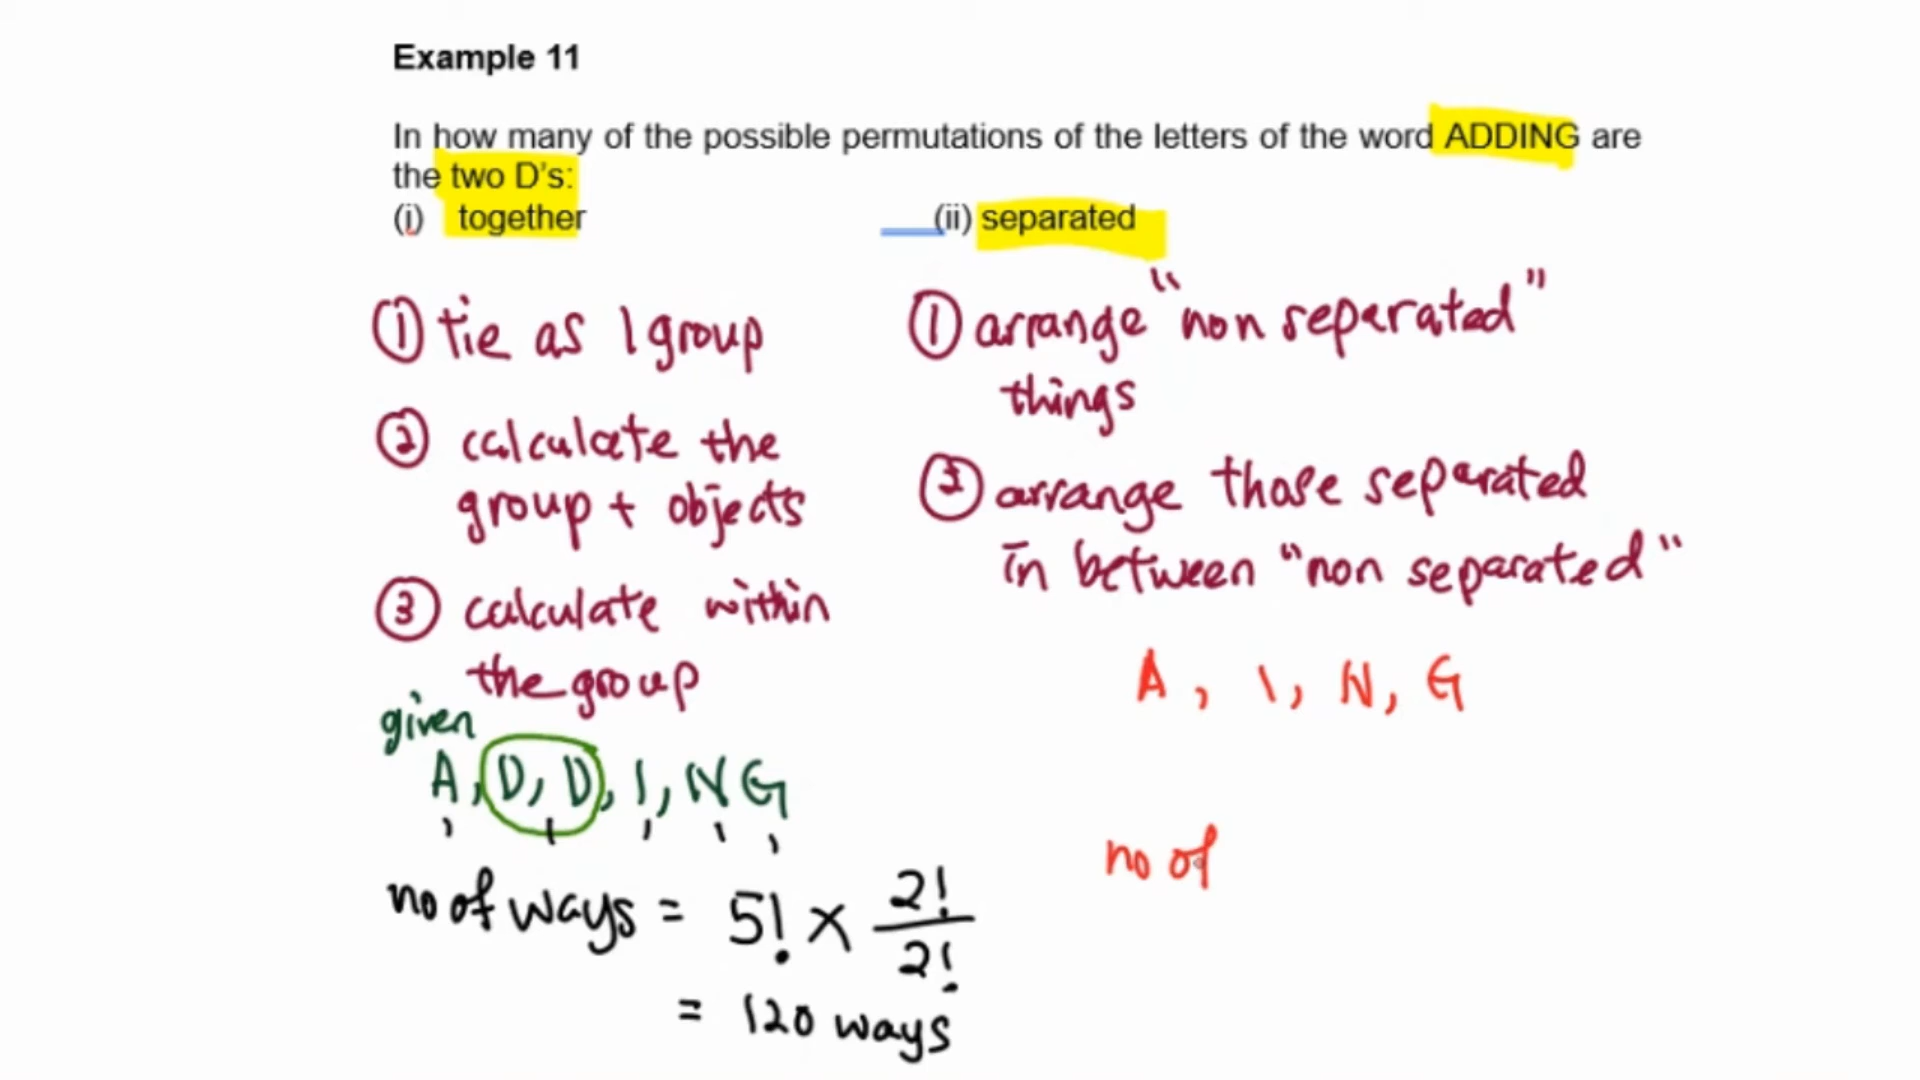 Example 11
In how many of the possible permutations of the letters of the word ADDING are
the two D's:
(i) together (ii) separated
① tie as 1 group
② calculate the
group + objects
③ calculate within
the group
given
A, D, D, I, N G
no of ways = 5! × 2!/2!
= 120 ways
① arrange "non separated"
things
② arrange those separated
in between "non separated"
A, I, N, G
no of